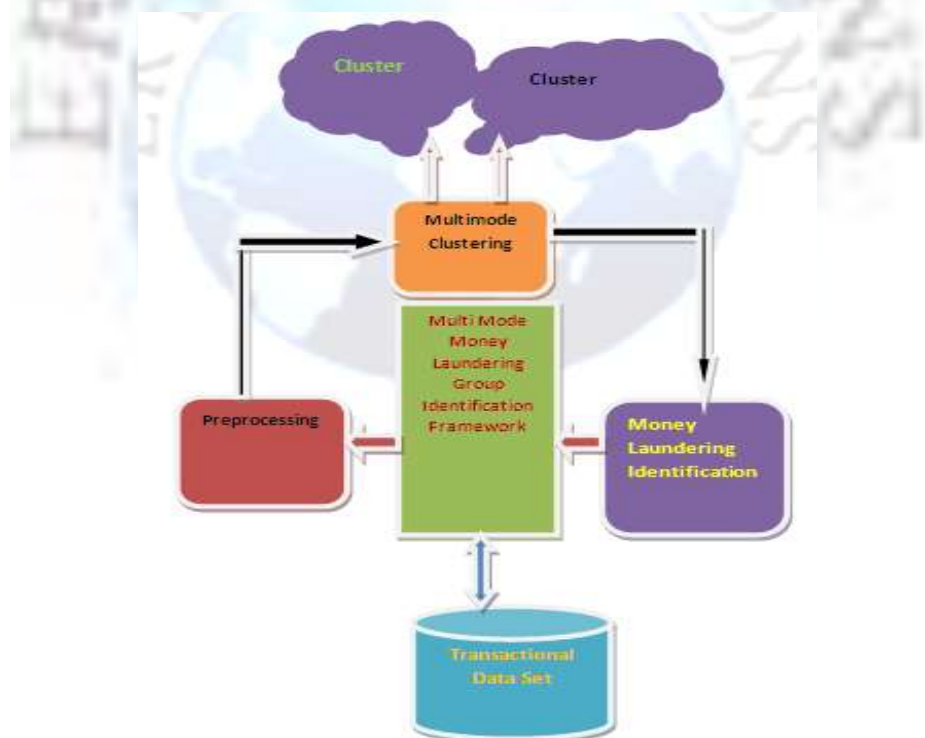 Cluster
Cluster
Multimode
Clustering
Multi Mode
Money
Laundering
Group
Identification
Framework
Preprocessing
Money
Laundering
Identification
Transactional
Data Set